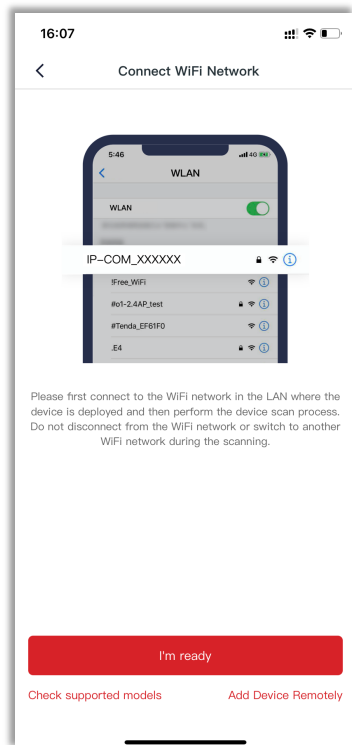 16:07
Connect WiFi Network
5:46
4G
WLAN
WLAN
IP-COM_XXXXXX
!Free_WiFi
#o1-2.4AP_test
#Tenda_EF61F0
.E4
Please first connect to the WiFi network in the LAN where the
device is deployed and then perform the device scan process.
Do not disconnect from the WiFi network or switch to another
WiFi network during the scanning.
I'm ready
Check supported models
Add Device Remotely